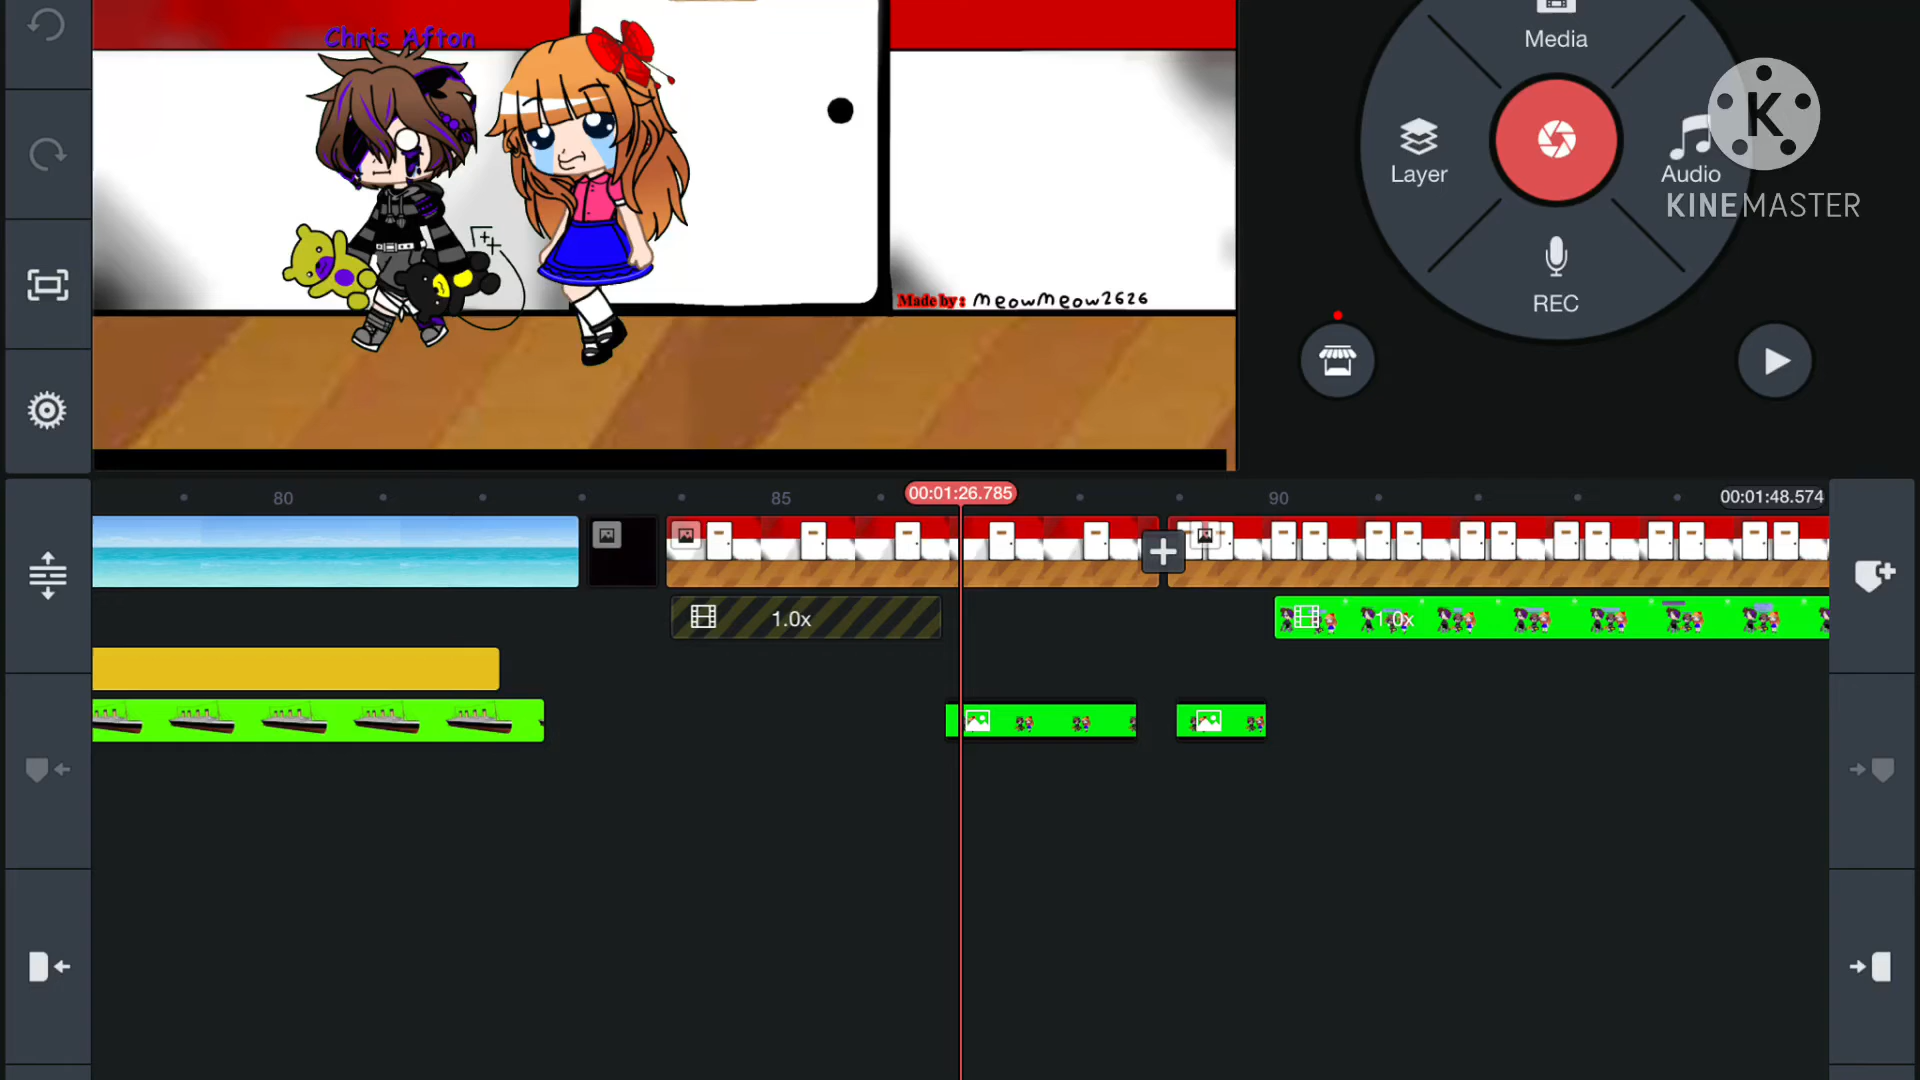 Chris Afton
Media
K
Layer
Audio
KINEMASTER
Made by: MeowMeow2626
REC
80
85
00:01:26.785
90
00:01:48.574
1.0x
1.0x